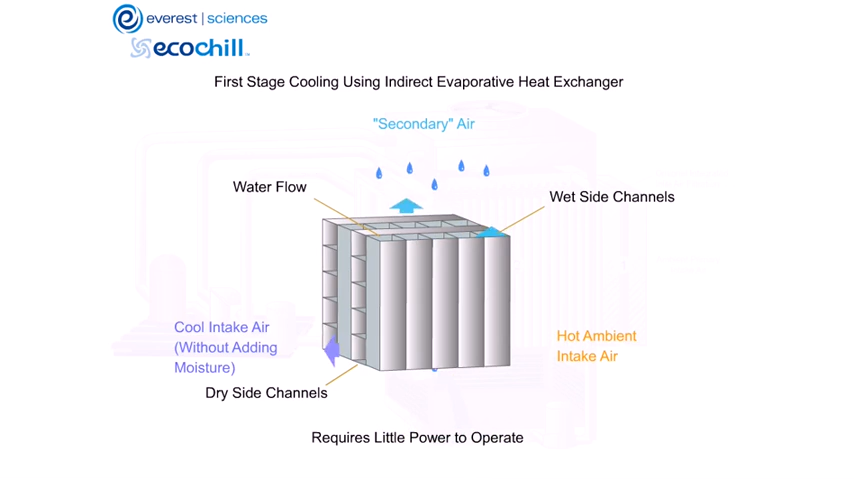 everest | sciences
ecochill™
First Stage Cooling Using Indirect Evaporative Heat Exchanger
"Secondary" Air
Water Flow
Wet Side Channels
Cool Intake Air
(Without Adding
Moisture)
Hot Ambient
Intake Air
Dry Side Channels
Requires Little Power to Operate